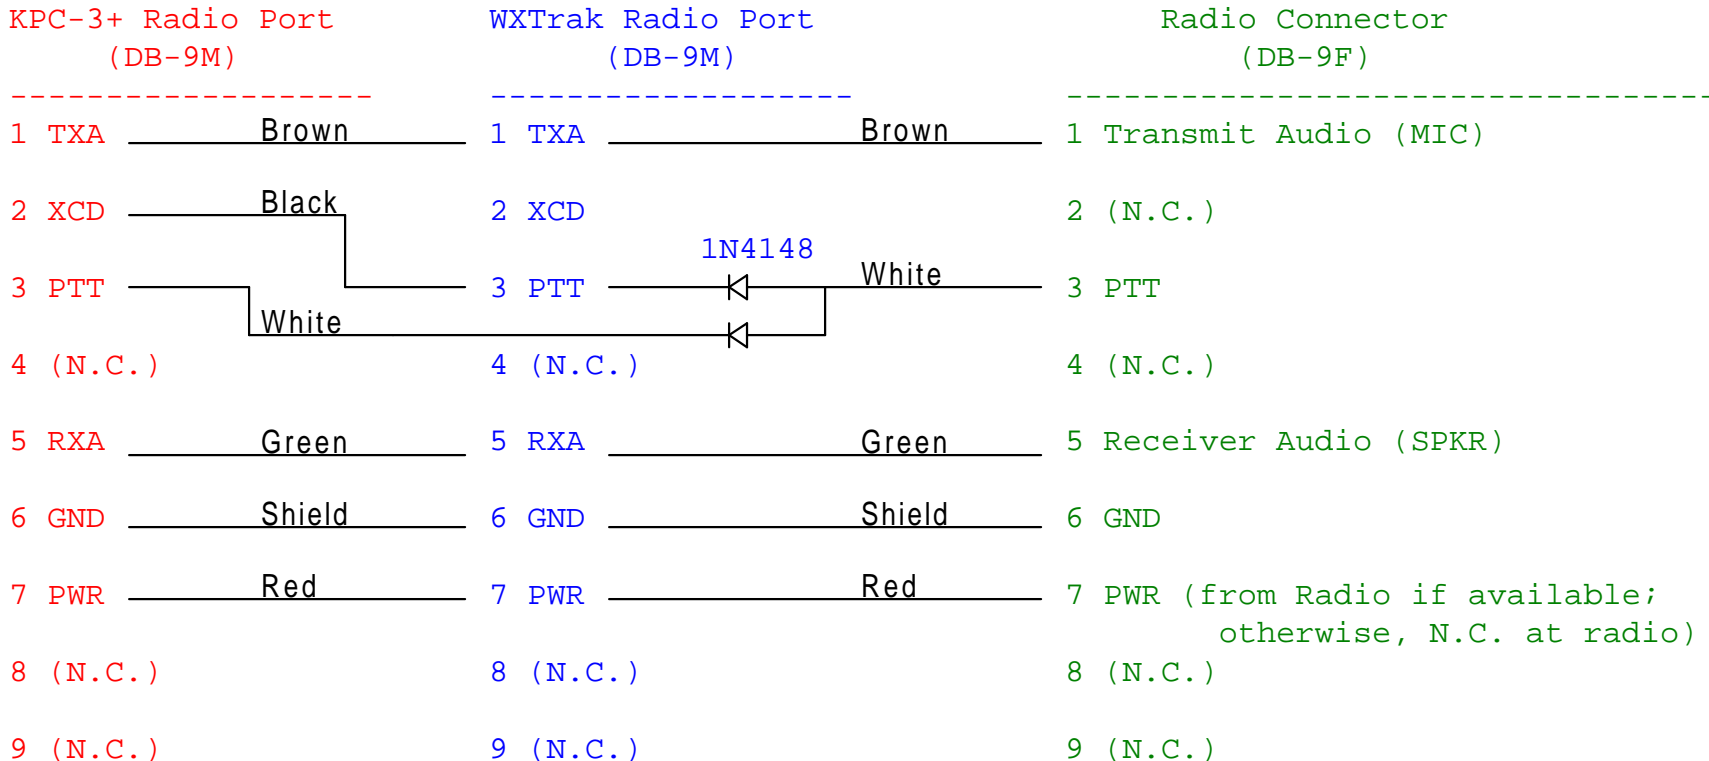 KPC-3+ Radio Port WXTrak Radio Port Radio Connector
(DB-9M) (DB-9M) (DB-9F)
------------------- ------------------- ----------------------------------
1 TXA Brown 1 TXA Brown 1 Transmit Audio (MIC)
2 XCD Black 2 XCD 2 (N.C.)
1N4148
3 PTT 3 PTT White 3 PTT
White
4 (N.C.) 4 (N.C.) 4 (N.C.)
5 RXA Green 5 RXA Green 5 Receiver Audio (SPKR)
6 GND Shield 6 GND Shield 6 GND
7 PWR Red 7 PWR Red 7 PWR (from Radio if available;
otherwise, N.C. at radio)
8 (N.C.) 8 (N.C.) 8 (N.C.)
9 (N.C.) 9 (N.C.) 9 (N.C.)